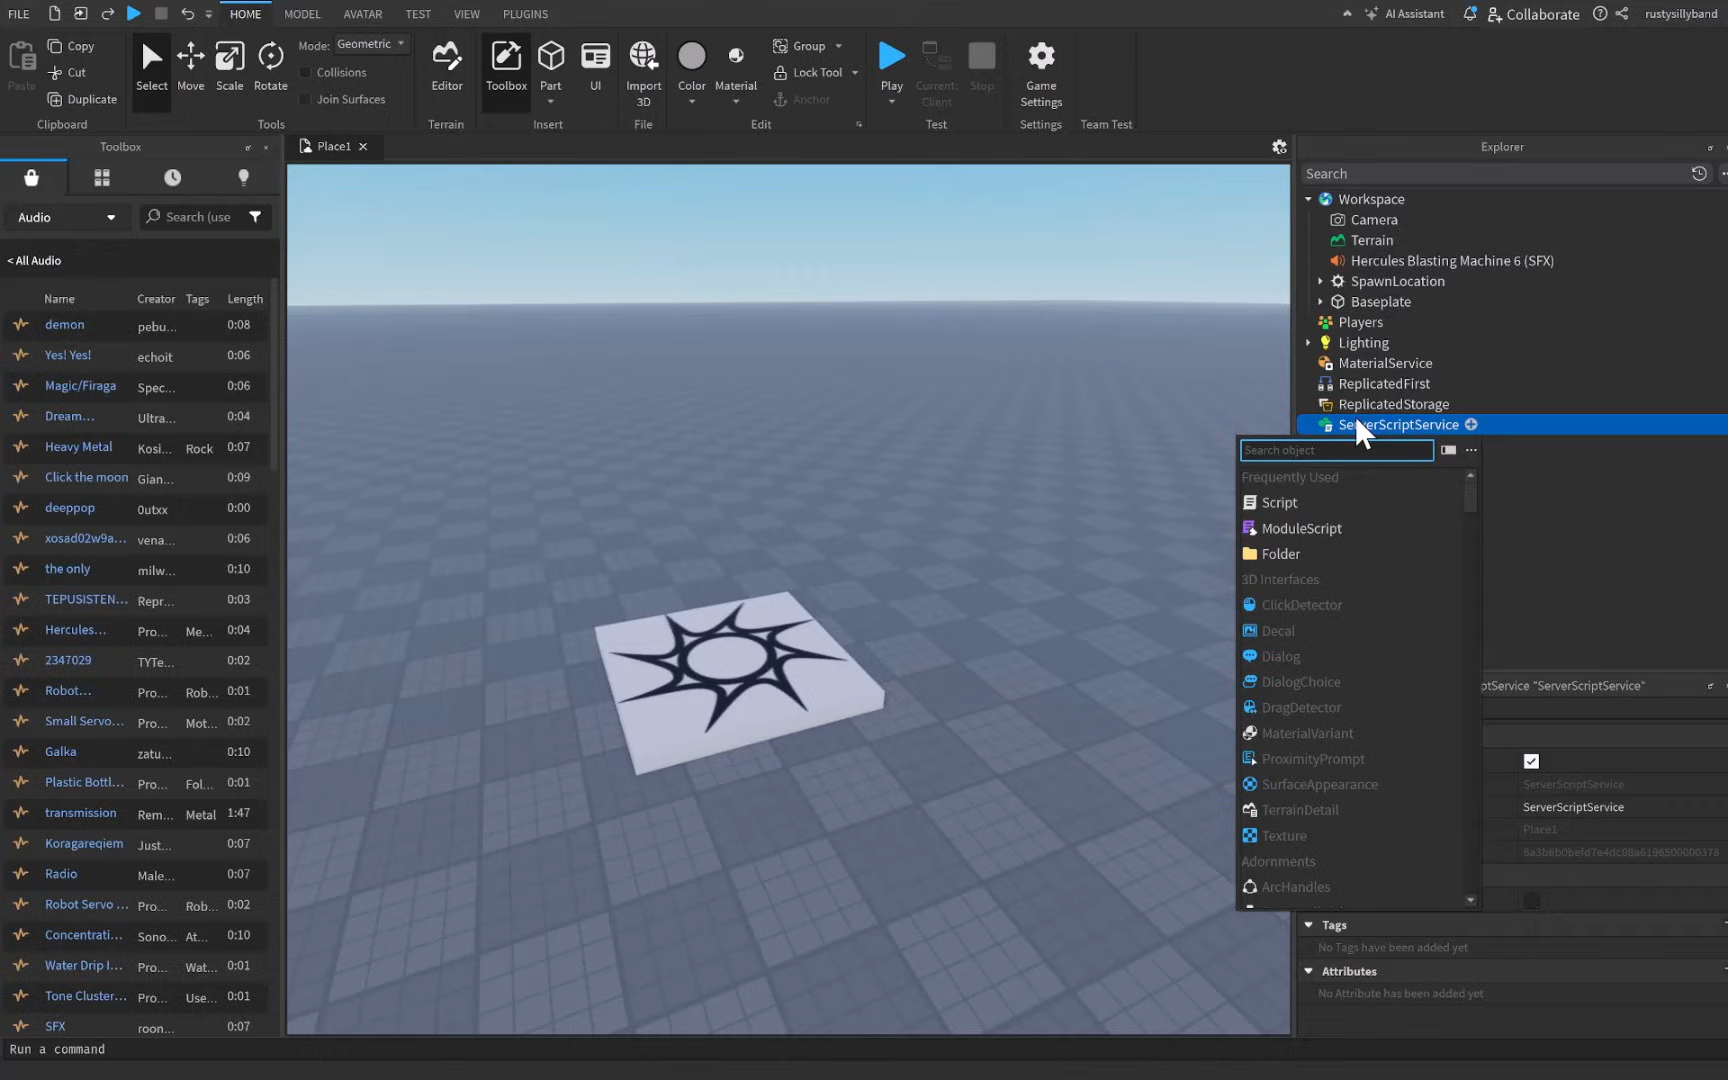 FILE HOME MODEL AVATAR TEST VIEW PLUGINS AI Assistant Collaborate rustysillyband
Paste Copy Cut Duplicate Clipboard
Select Move Scale Rotate Mode: Geometric Collisions Join Surfaces Tools
Editor Terrain
Toolbox Part UI Insert
Import 3D File
Color Material Group Lock Tool Anchor Edit
Play Current: Client Stop Test
Game Settings Settings
Team Test
Toolbox
Place1
Explorer
Audio
Search (use
< All Audio
Name Creator Tags Length
demon pebu... 0:08
Yes! Yes! echoit 0:06
Magic/Firaga Spec... 0:06
Dream... Ultra... 0:04
Heavy Metal Kosi... Rock 0:07
Click the moon Gian... 0:09
deeppop 0utxx 0:00
xosad02w9a... vena... 0:06
the only milw... 0:10
TEPUSISTEN... Repr... 0:03
Hercules... Pro... Me... 0:04
2347029 TYTe... 0:02
Robot... Pro... Rob... 0:01
Small Servo... Pro... Mot... 0:02
Galka zatu... 0:10
Plastic Bottl... Pro... Fol... 0:01
transmission Rem... Metal 1:47
Koragareqiem Just... 0:07
Radio Male... 0:07
Robot Servo ... Pro... Rob... 0:02
Concentrati... Sono... At... 0:10
Water Drip I... Pro... Wat... 0:01
Tone Cluster... Pro... Use... 0:01
SFX roon... 0:07
Search
Workspace
Camera
Terrain
Hercules Blasting Machine 6 (SFX)
SpawnLocation
Baseplate
Players
Lighting
MaterialService
ReplicatedFirst
ReplicatedStorage
ServerScriptService
Search object
Frequently Used
Script
ModuleScript
Folder
3D Interfaces
ClickDetector
Decal
Dialog
DialogChoice
DragDetector
MaterialVariant
ProximityPrompt
SurfaceAppearance
TerrainDetail
Texture
Adornments
ArcHandles
ptService "ServerScriptService"
ServerScriptService
ServerScriptService
Place1
Tags
No Tags have been added yet
Attributes
No Attribute has been added yet
Run a command